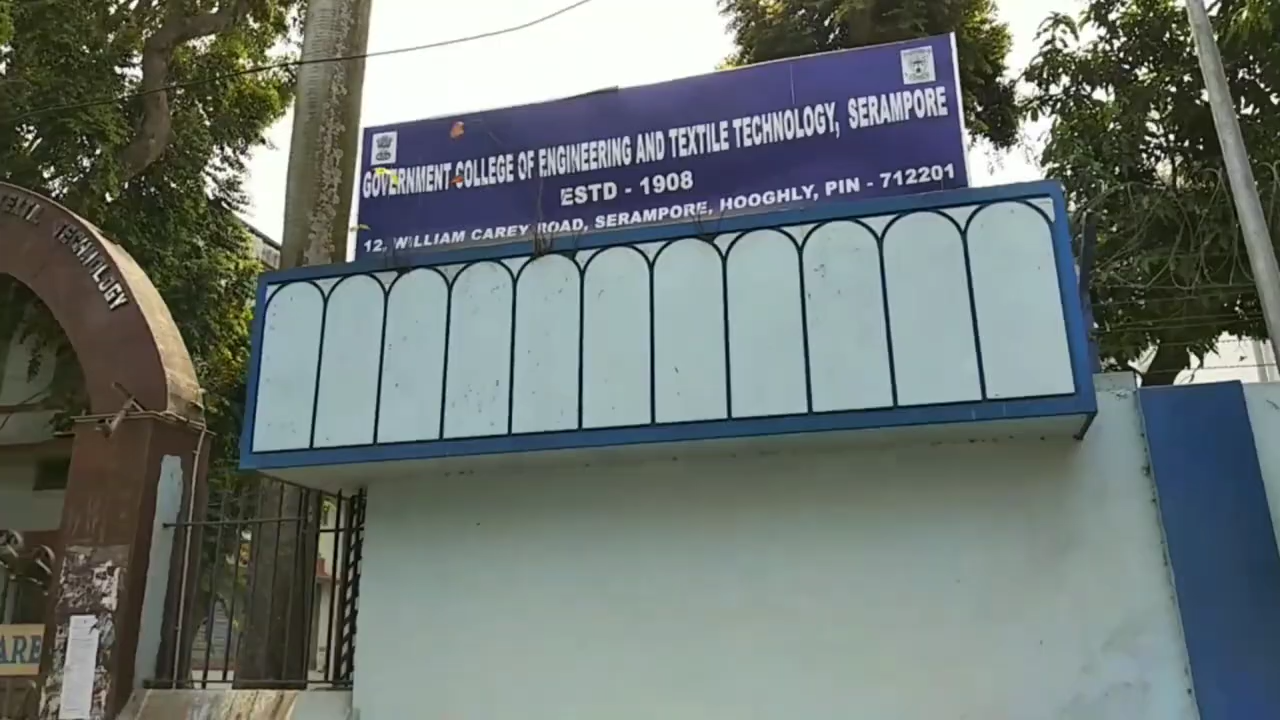 GOVERNMENT COLLEGE OF ENGINEERING AND TEXTILE TECHNOLOGY, SERAMPORE
ESTD - 1908
12, WILLIAM CAREY ROAD, SERAMPORE, HOOGHLY, PIN - 712201
TECHNOLOGY
ARE